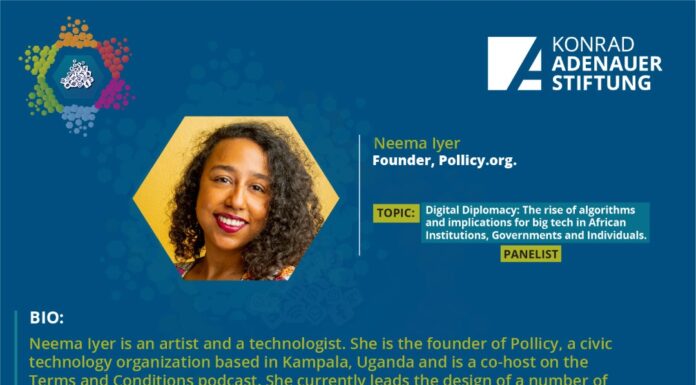 KONRAD
ADENAUER
STIFTUNG
Neema Iyer
Founder, Pollicy.org.
TOPIC:
Digital Diplomacy: The rise of algorithms
and implications for big tech in African
Institutions, Governments and Individuals.
PANELIST
BIO:
Neema Iyer is an artist and a technologist. She is the founder of Pollicy, a civic
technology organization based in Kampala, Uganda and is a co-host on the
Terms and Conditions podcast. She currently leads the design of a number of